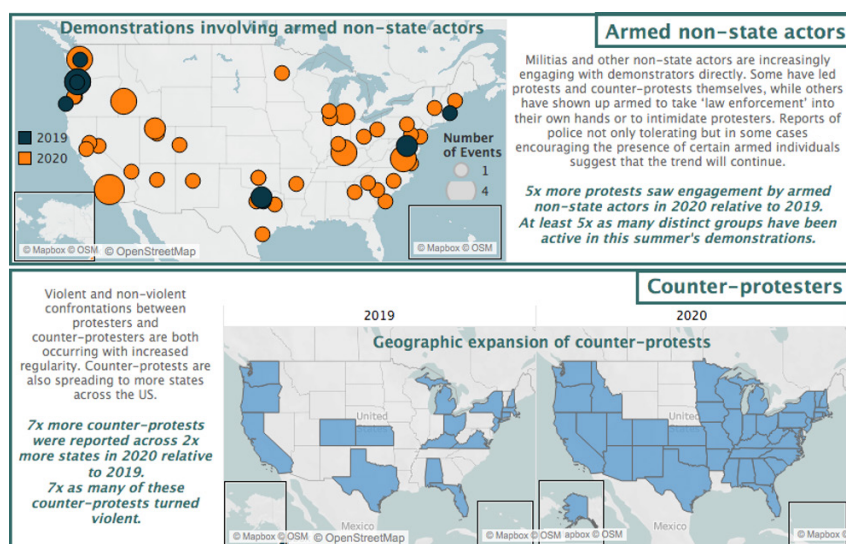 Demonstrations involving armed non-state actors
2019
2020
Number of
Events
1
4
© Mapbox © OSM
© OpenStreetMap
© Mapbox © OSM
Armed non-state actors
Militias and other non-state actors are increasingly
engaging with demonstrators directly. Some have led
protests and counter-protests themselves, while others
have shown up armed to take ‘law enforcement’ into
their own hands or to intimidate protesters. Reports of
police not only tolerating but in some cases
encouraging the presence of certain armed individuals
suggest that the trend will continue.
5x more protests saw engagement by armed
non-state actors in 2020 relative to 2019.
At least 5x as many distinct groups have been
active in this summer's demonstrations.
Counter-protesters
Violent and non-violent
confrontations between
protesters and
counter-protesters are both
occurring with increased
regularity. Counter-protests are
also spreading to more states
across the US.
7x more counter-protests
were reported across 2x
more states in 2020 relative
to 2019.
7x as many of these
counter-protests turned
violent.
2019
2020
Geographic expansion of counter-protests
United
States
Mexico
© Mapbox © OSM
© OpenStreetMap
© Mapbox © OSM
United
Mexico
apbox © OSM
© Mapbox © OSM